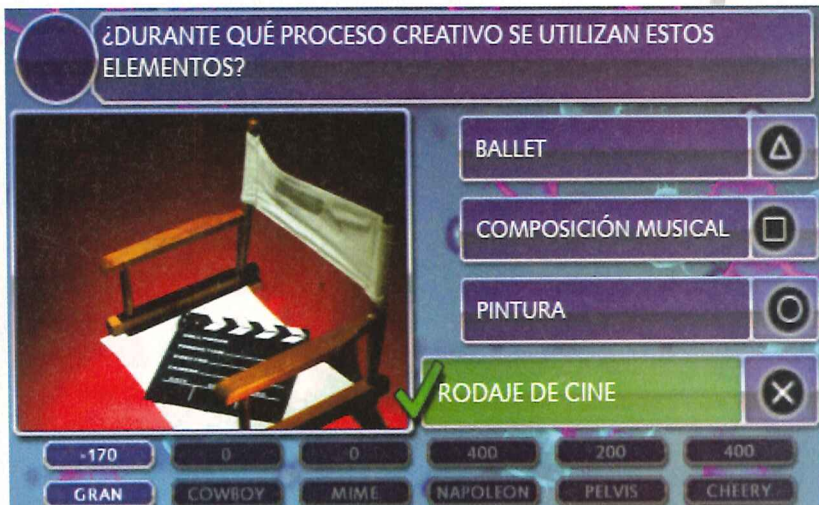 ¿DURANTE QUÉ PROCESO CREATIVO SE UTILIZAN ESTOS
ELEMENTOS?
BALLET
COMPOSICIÓN MUSICAL
PINTURA
RODAJE DE CINE
-170 0 0 400 200 400
GRAN COWBOY MIME NAPOLEON PELVIS CHEERY